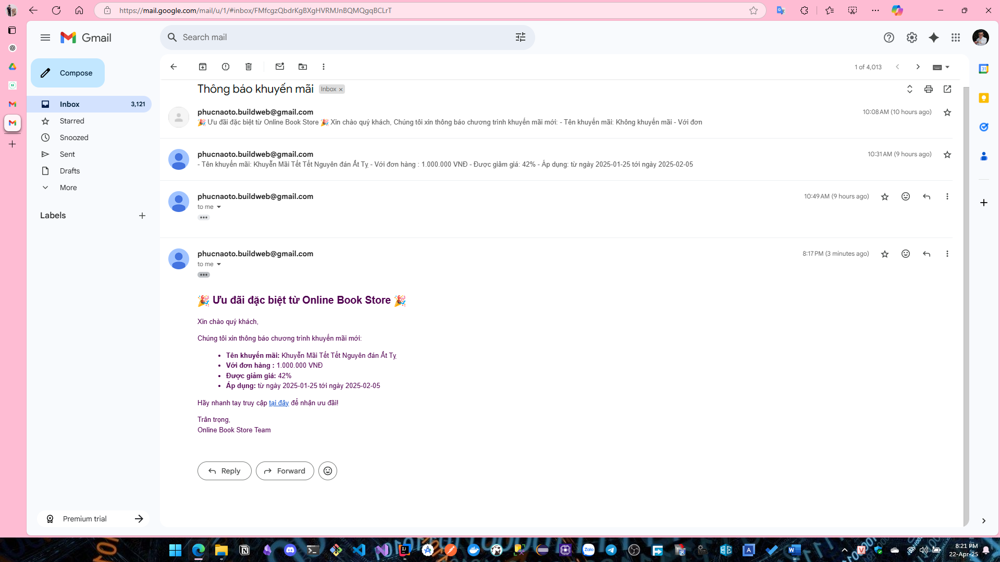 https://mail.google.com/mail/u/1/#inbox/FMfcgzQbdrKgBXgHVRMJnBQMQgqBCLrT
Gmail
Search mail
Compose
1 of 4,013
Thông báo khuyến mãi Inbox ×
Inbox 3,121
Starred
Snoozed
Sent
Drafts
More
Labels
phucnaoto.buildweb@gmail.com 10:08 AM (10 hours ago)
🎉 Ưu đãi đặc biệt từ Online Book Store 🎉 Xin chào quý khách, Chúng tôi xin thông báo chương trình khuyến mãi mới: - Tên khuyến mãi: Không khuyến mãi - Với đơn
phucnaoto.buildweb@gmail.com 10:31 AM (9 hours ago)
- Tên khuyến mãi: Khuyễn Mãi Tết Tết Nguyên đán Ất Tỵ - Với đơn hàng : 1.000.000 VNĐ - Được giảm giá: 42% - Áp dụng: từ ngày 2025-01-25 tới ngày 2025-02-05
phucnaoto.buildweb@gmail.com 10:49 AM (9 hours ago)
to me
phucnaoto.buildweb@gmail.com 8:17 PM (3 minutes ago)
to me
🎉 Ưu đãi đặc biệt từ Online Book Store 🎉
Xin chào quý khách,
Chúng tôi xin thông báo chương trình khuyến mãi mới:
• Tên khuyến mãi: Khuyễn Mãi Tết Tết Nguyên đán Ất Tỵ
• Với đơn hàng : 1.000.000 VNĐ
• Được giảm giá: 42%
• Áp dụng: từ ngày 2025-01-25 tới ngày 2025-02-05
Hãy nhanh tay truy cập tại đây để nhận ưu đãi!
Trân trọng,
Online Book Store Team
Reply
Forward
Premium trial
8:21 PM
22-Apr-25